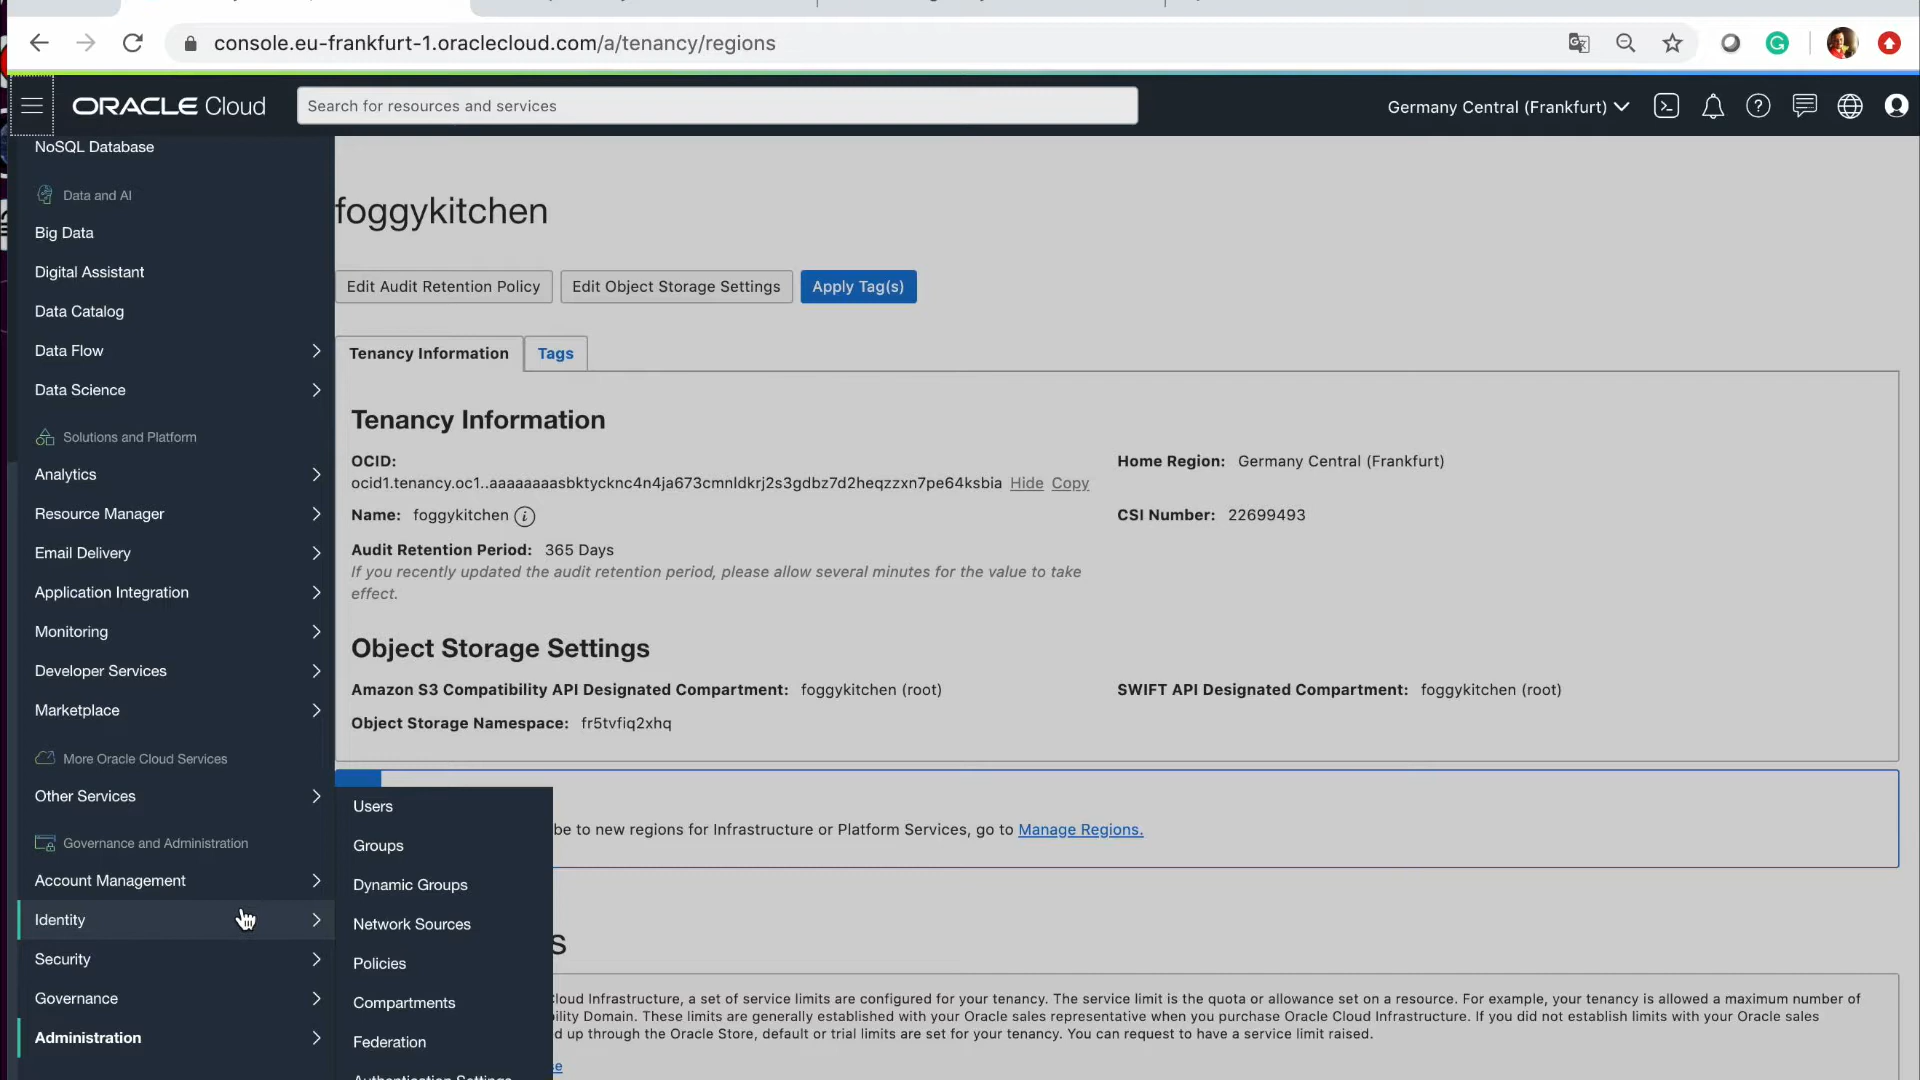 console.eu-frankfurt-1.oraclecloud.com/a/tenancy/regions
ORACLE Cloud
Search for resources and services
Germany Central (Frankfurt)
NoSQL Database
Data and AI
Big Data
Digital Assistant
Data Catalog
Data Flow
Data Science
Solutions and Platform
Analytics
Resource Manager
Email Delivery
Application Integration
Monitoring
Developer Services
Marketplace
More Oracle Cloud Services
Other Services
Governance and Administration
Account Management
Identity
Security
Governance
Administration
Users
Groups
Dynamic Groups
Network Sources
Policies
Compartments
Federation
Authentication Settings
foggykitchen
Edit Audit Retention Policy
Edit Object Storage Settings
Apply Tag(s)
Tenancy Information
Tags
Tenancy Information
OCID:
ocid1.tenancy.oc1..aaaaaaaasbktycknc4n4ja673cmnldkrj2s3gdbz7d2heqzzxn7pe64ksbia Hide Copy
Home Region: Germany Central (Frankfurt)
Name: foggykitchen
CSI Number: 22699493
Audit Retention Period: 365 Days
If you recently updated the audit retention period, please allow several minutes for the value to take
effect.
Object Storage Settings
Amazon S3 Compatibility API Designated Compartment: foggykitchen (root)
SWIFT API Designated Compartment: foggykitchen (root)
Object Storage Namespace: fr5tvfiq2xhq
be to new regions for Infrastructure or Platform Services, go to Manage Regions.
s
loud Infrastructure, a set of service limits are configured for your tenancy. The service limit is the quota or allowance set on a resource. For example, your tenancy is allowed a maximum number of
ility Domain. These limits are generally established with your Oracle sales representative when you purchase Oracle Cloud Infrastructure. If you did not establish limits with your Oracle sales
d up through the Oracle Store, default or trial limits are set for your tenancy. You can request to have a service limit raised.
se